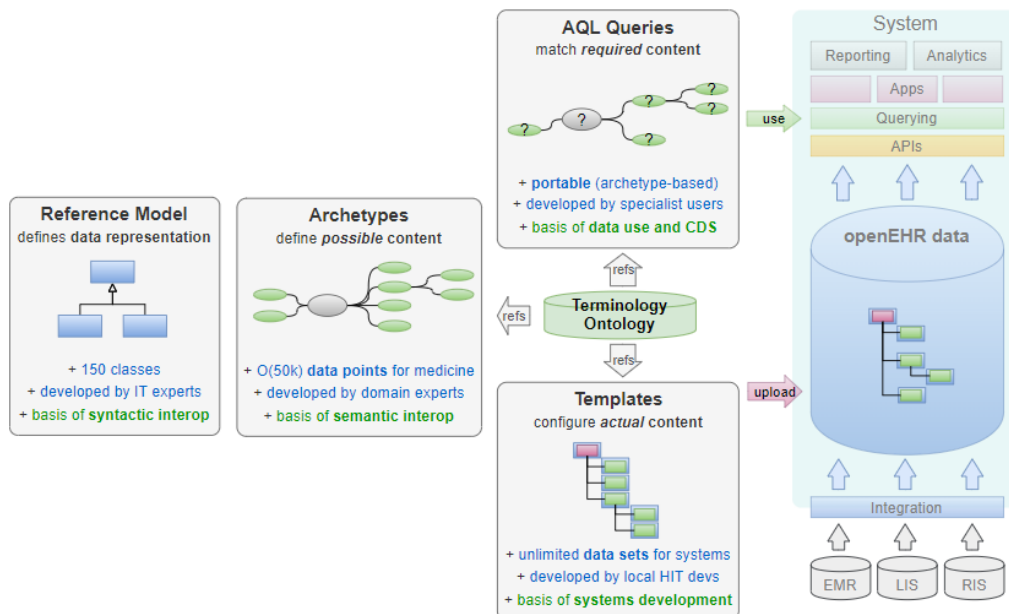 AQL Queries
match required content
?
?
?
?
?
?
+ portable (archetype-based)
+ developed by specialist users
+ basis of data use and CDS
use
System
Reporting
Analytics
Apps
Querying
APIs
openEHR data
Reference Model
defines data representation
+ 150 classes
+ developed by IT experts
+ basis of syntactic interop
Archetypes
define possible content
+ O(50k) data points for medicine
+ developed by domain experts
+ basis of semantic interop
refs
refs
Terminology
Ontology
refs
Templates
configure actual content
+ unlimited data sets for systems
+ developed by local HIT devs
+ basis of systems development
upload
Integration
EMR
LIS
RIS